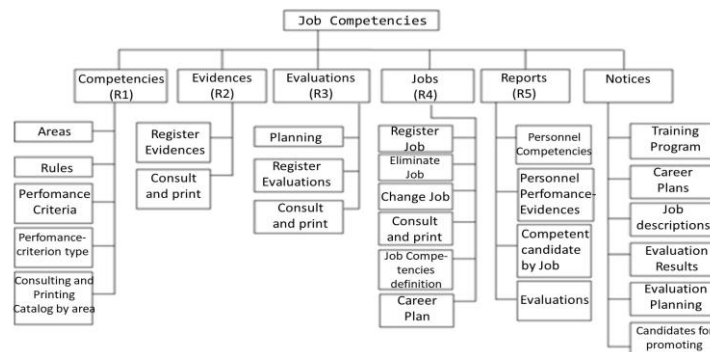 Job Competencies
Competencies
(R1)
Areas
Rules
Perfomance
Criteria
Perfomance-
criterion type
Consulting and
Printing
Catalog by area
Evidences
(R2)
Register
Evidences
Consult
and print
Evaluations
(R3)
Planning
Register
Evaluations
Consult
and print
Jobs
(R4)
Register
Job
Eliminate
Job
Change Job
Consult
and print
Job Compe-
tencies
definition
Career
Plan
Reports
(R5)
Personnel
Competencies
Personnel
Perfomance-
Evidences
Competent
candidate
by Job
Evaluations
Notices
Training
Program
Career
Plans
Job
descriptions
Evaluation
Results
Evaluation
Planning
Candidates for
promoting